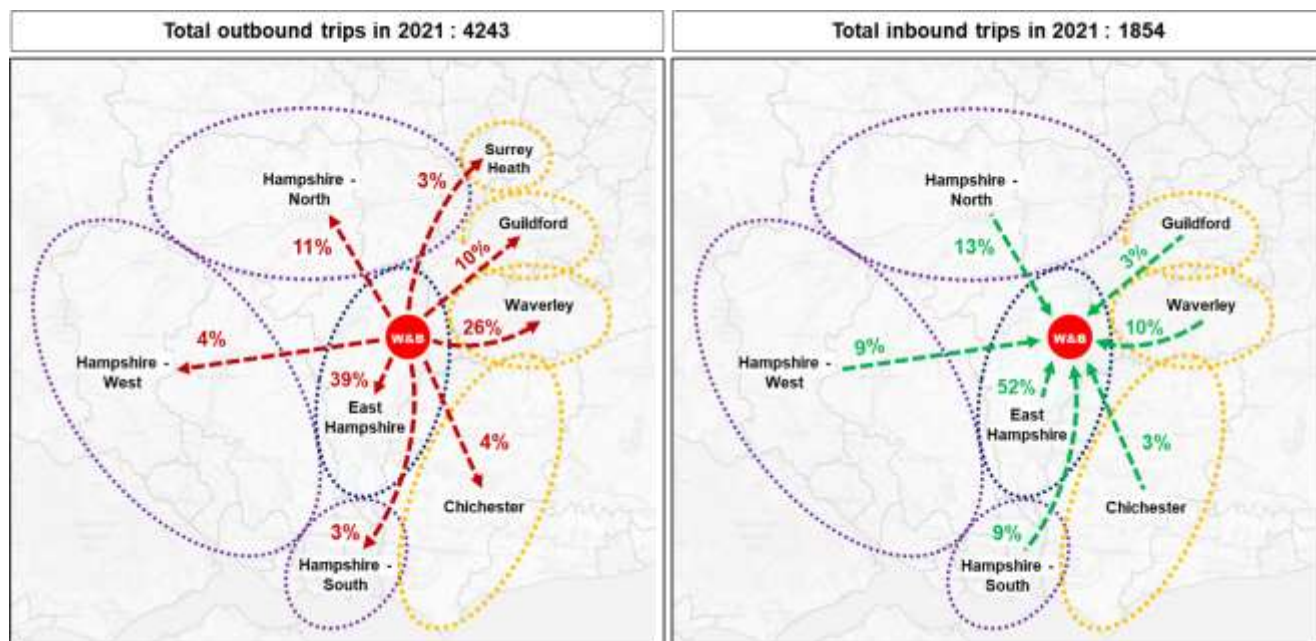 Total outbound trips in 2021 : 4243
Surrey
Heath
3%
Hampshire -
North
11%
Guildford
10%
Waverley
26%
W&B
4%
Hampshire -
West
39%
East
Hampshire
4%
Chichester
3%
Hampshire -
South
Total inbound trips in 2021 : 1854
Hampshire -
North
13%
Guildford
3%
Waverley
10%
W&B
9%
Hampshire -
West
52%
East
Hampshire
3%
Chichester
9%
Hampshire -
South